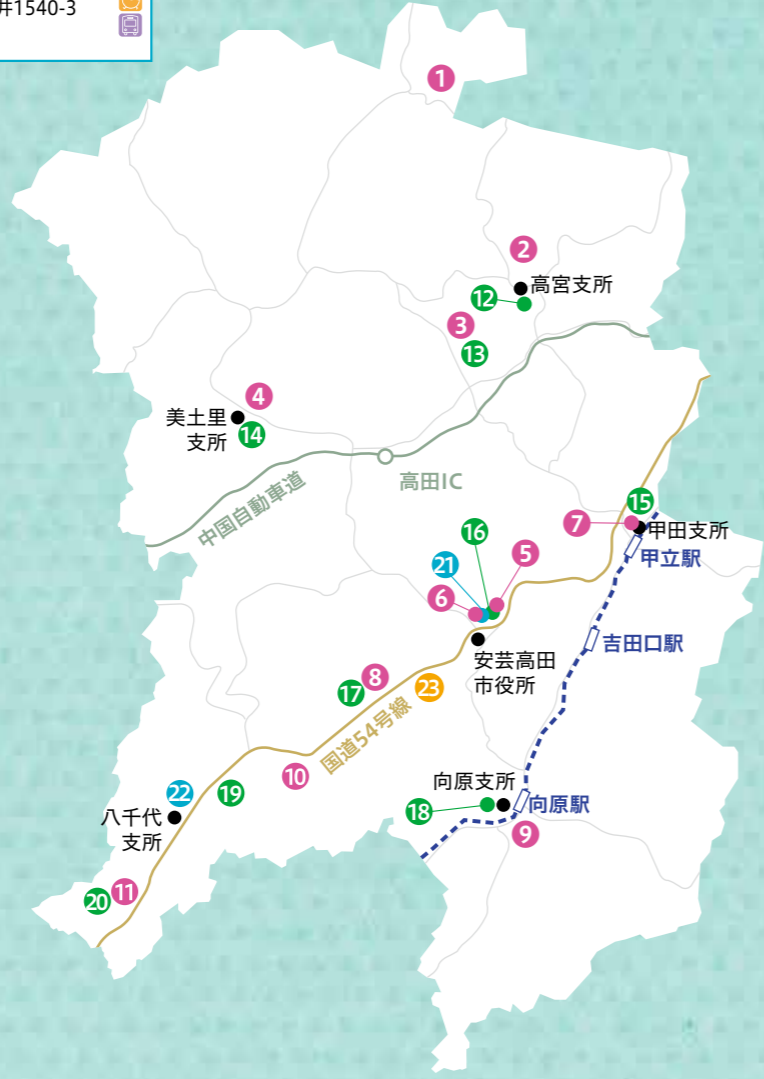 井1540-3
1
2
高宮支所
12
3
13
4
美土里
支所
14
高田IC
中国自動車道
15
7
甲田支所
甲立駅
16
5
21
6
吉田口駅
安芸高田
市役所
8
17
23
国道54号線
10
向原支所
22
19
18
向原駅
八千代
支所
9
11
20